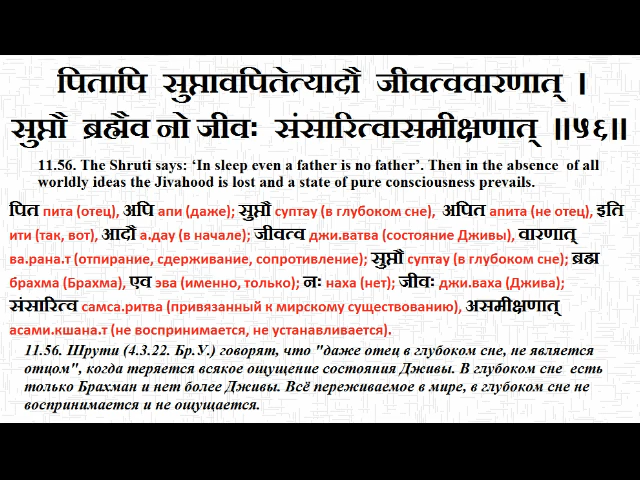 पितापि सुप्तावपितेत्यादौ जीवत्ववारणात् ।
सुप्तौ ब्रह्मैव नो जीवः संसारित्वासमीक्षणात् ॥५६॥
11.56. The Shruti says: ‘In sleep even a father is no father’. Then in the absence of all
worldly ideas the Jivahood is lost and a state of pure consciousness prevails.
पित пита (отец), अपि апи (даже); सुप्तौ суптау (в глубоком сне), अपित апита (не отец), इति
ити (так, вот), आदौ а.дау (в начале); जीवत्व джи.ватва (состояние Дживы), वारणात्
ва.рана.т (отпирание, сдерживание, сопротивление); सुप्तौ суптау (в глубоком сне); ब्रह्म
брахма (Брахма), एव эва (именно, только); नः наха (нет); जीवः джи.ваха (Джива);
संसारित्व самса.ритва (привязанный к мирскому существованию), असमीक्षणात्
асами.кшана.т (не воспринимается, не устанавливается).
11.56. Шрути (4.3.22. Бр.У.) говорят, что "даже отец в глубоком сне, не является
отцом", когда теряется всякое ощущение состояния Дживы. В глубоком сне есть
только Брахман и нет более Дживы. Всё переживаемое в мире, в глубоком сне не
воспринимается и не ощущается.